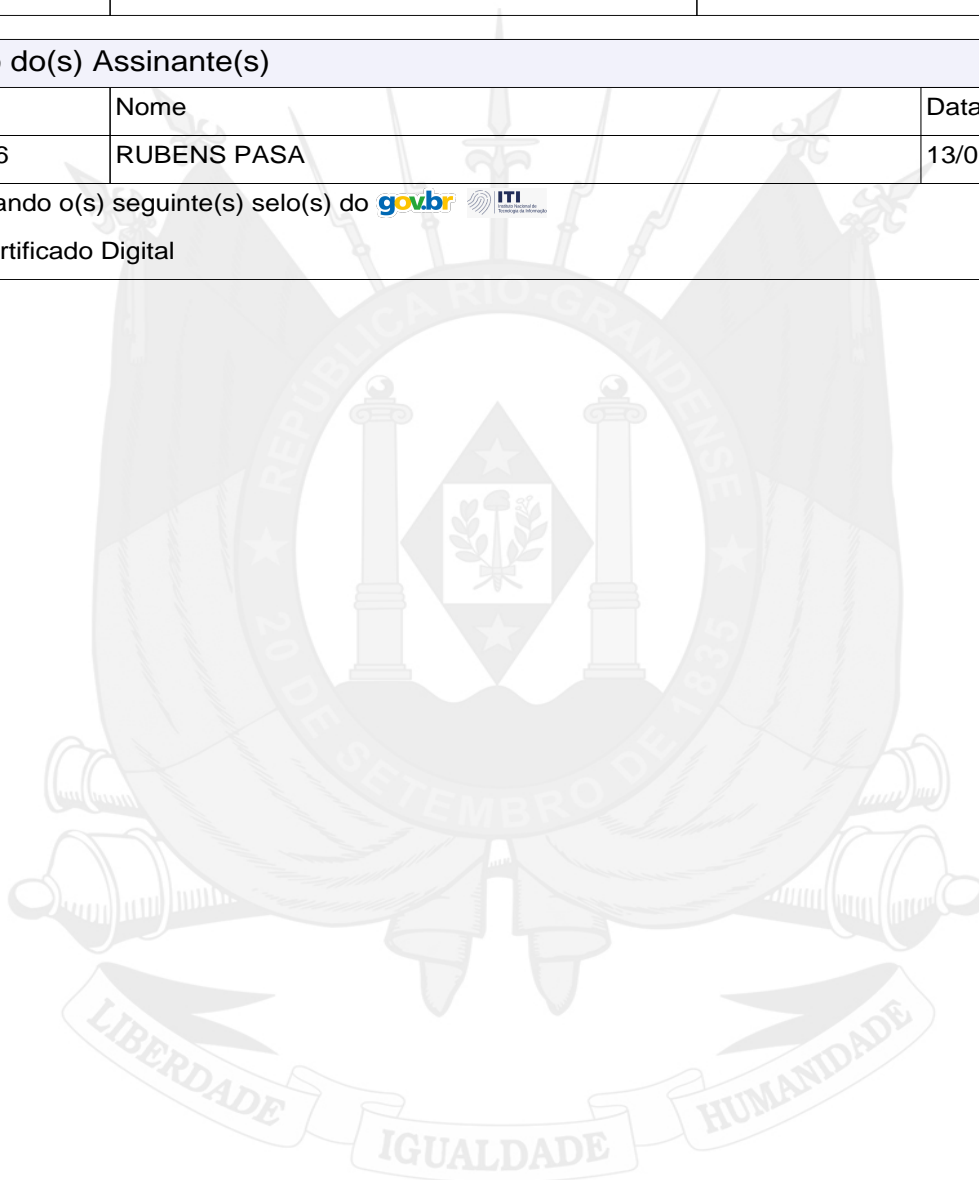 do(s) Assinante(s)
Nome Data
6 RUBENS PASA 13/0
ando o(s) seguinte(s) selo(s) do gov.br ITI
rtificado Digital
REPÚBLICA RIO-GRANDENSE
20 DE SETEMBRO DE 1835
LIBERDADE IGUALDADE HUMANIDADE